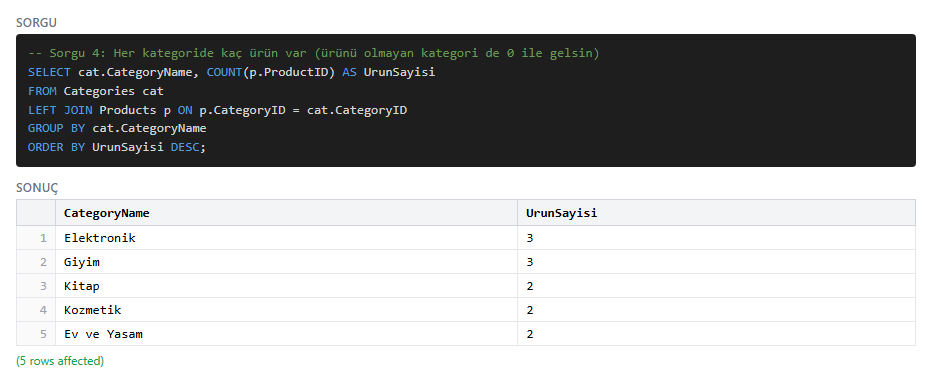 SORGU
-- Sorgu 4: Her kategoride kaç ürün var (ürünü olmayan kategori de 0 ile gelsin)
SELECT cat.CategoryName, COUNT(p.ProductID) AS UrunSayisi
FROM Categories cat
LEFT JOIN Products p ON p.CategoryID = cat.CategoryID
GROUP BY cat.CategoryName
ORDER BY UrunSayisi DESC;
SONUÇ
CategoryName UrunSayisi
1 Elektronik 3
2 Giyim 3
3 Kitap 2
4 Kozmetik 2
5 Ev ve Yasam 2
(5 rows affected)